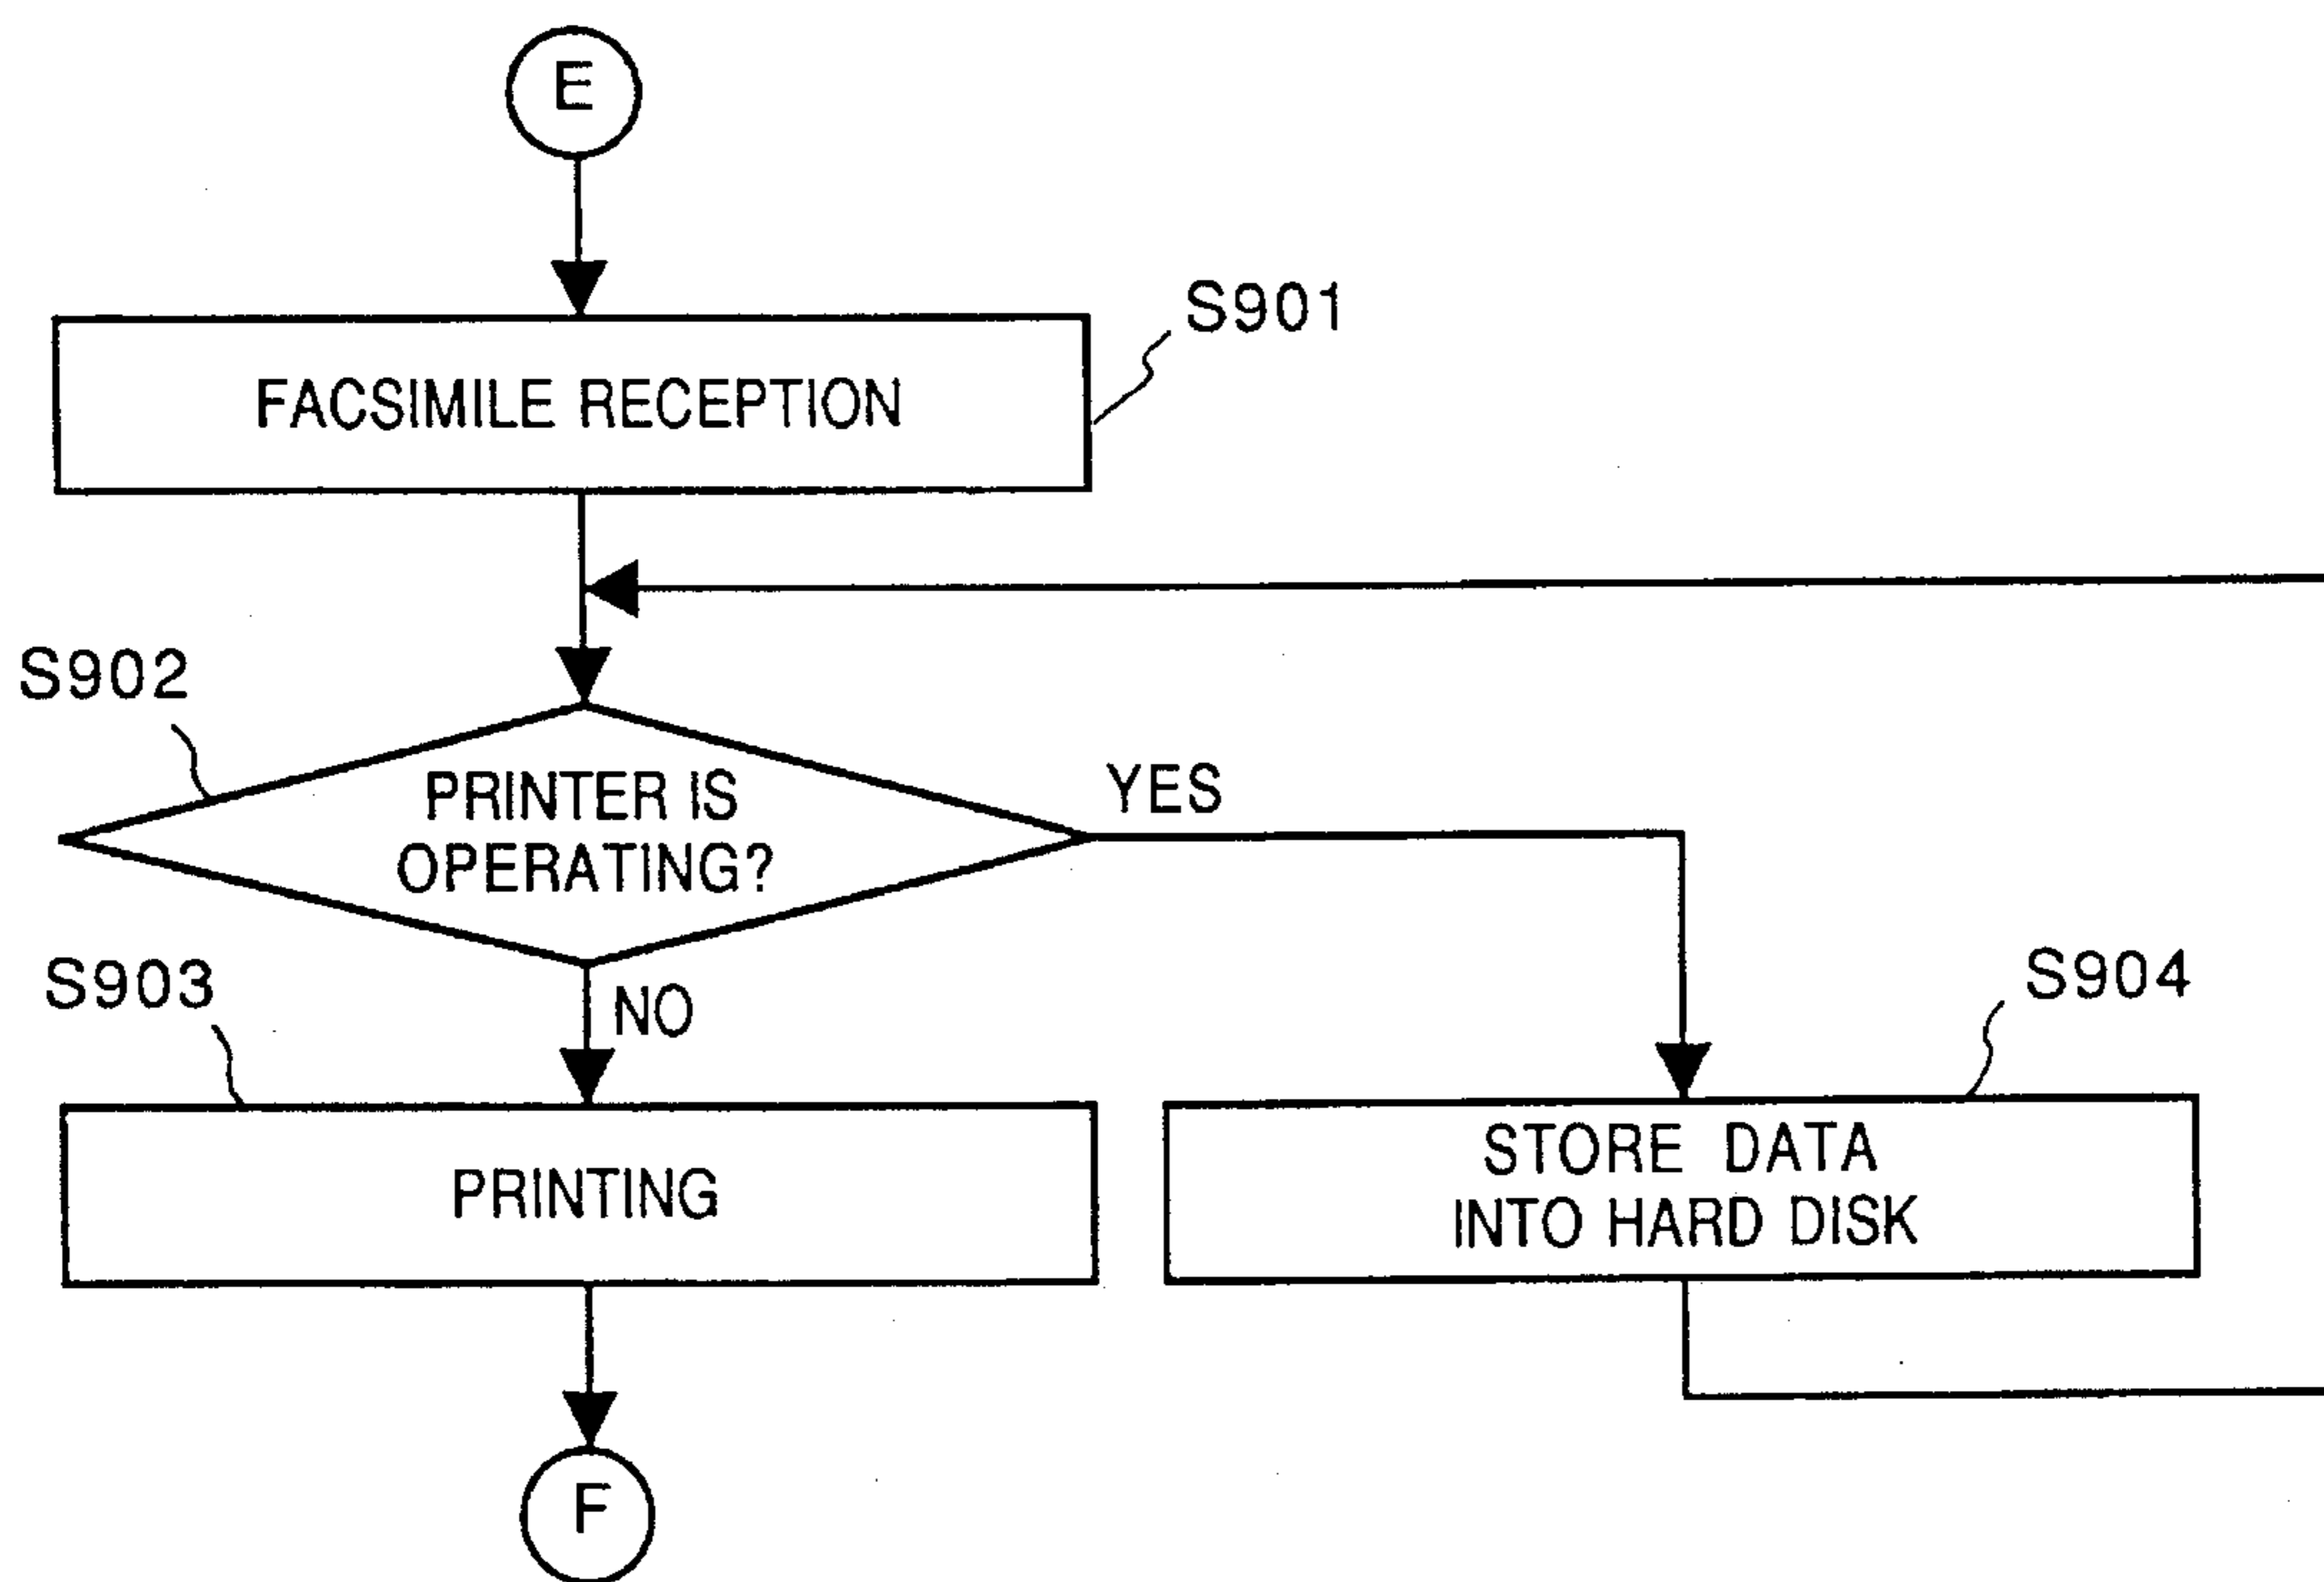 E
S901
FACSIMILE RECEPTION
S902
PRINTER IS
OPERATING?
YES
NO
S903
S904
PRINTING
STORE DATA
INTO HARD DISK
F